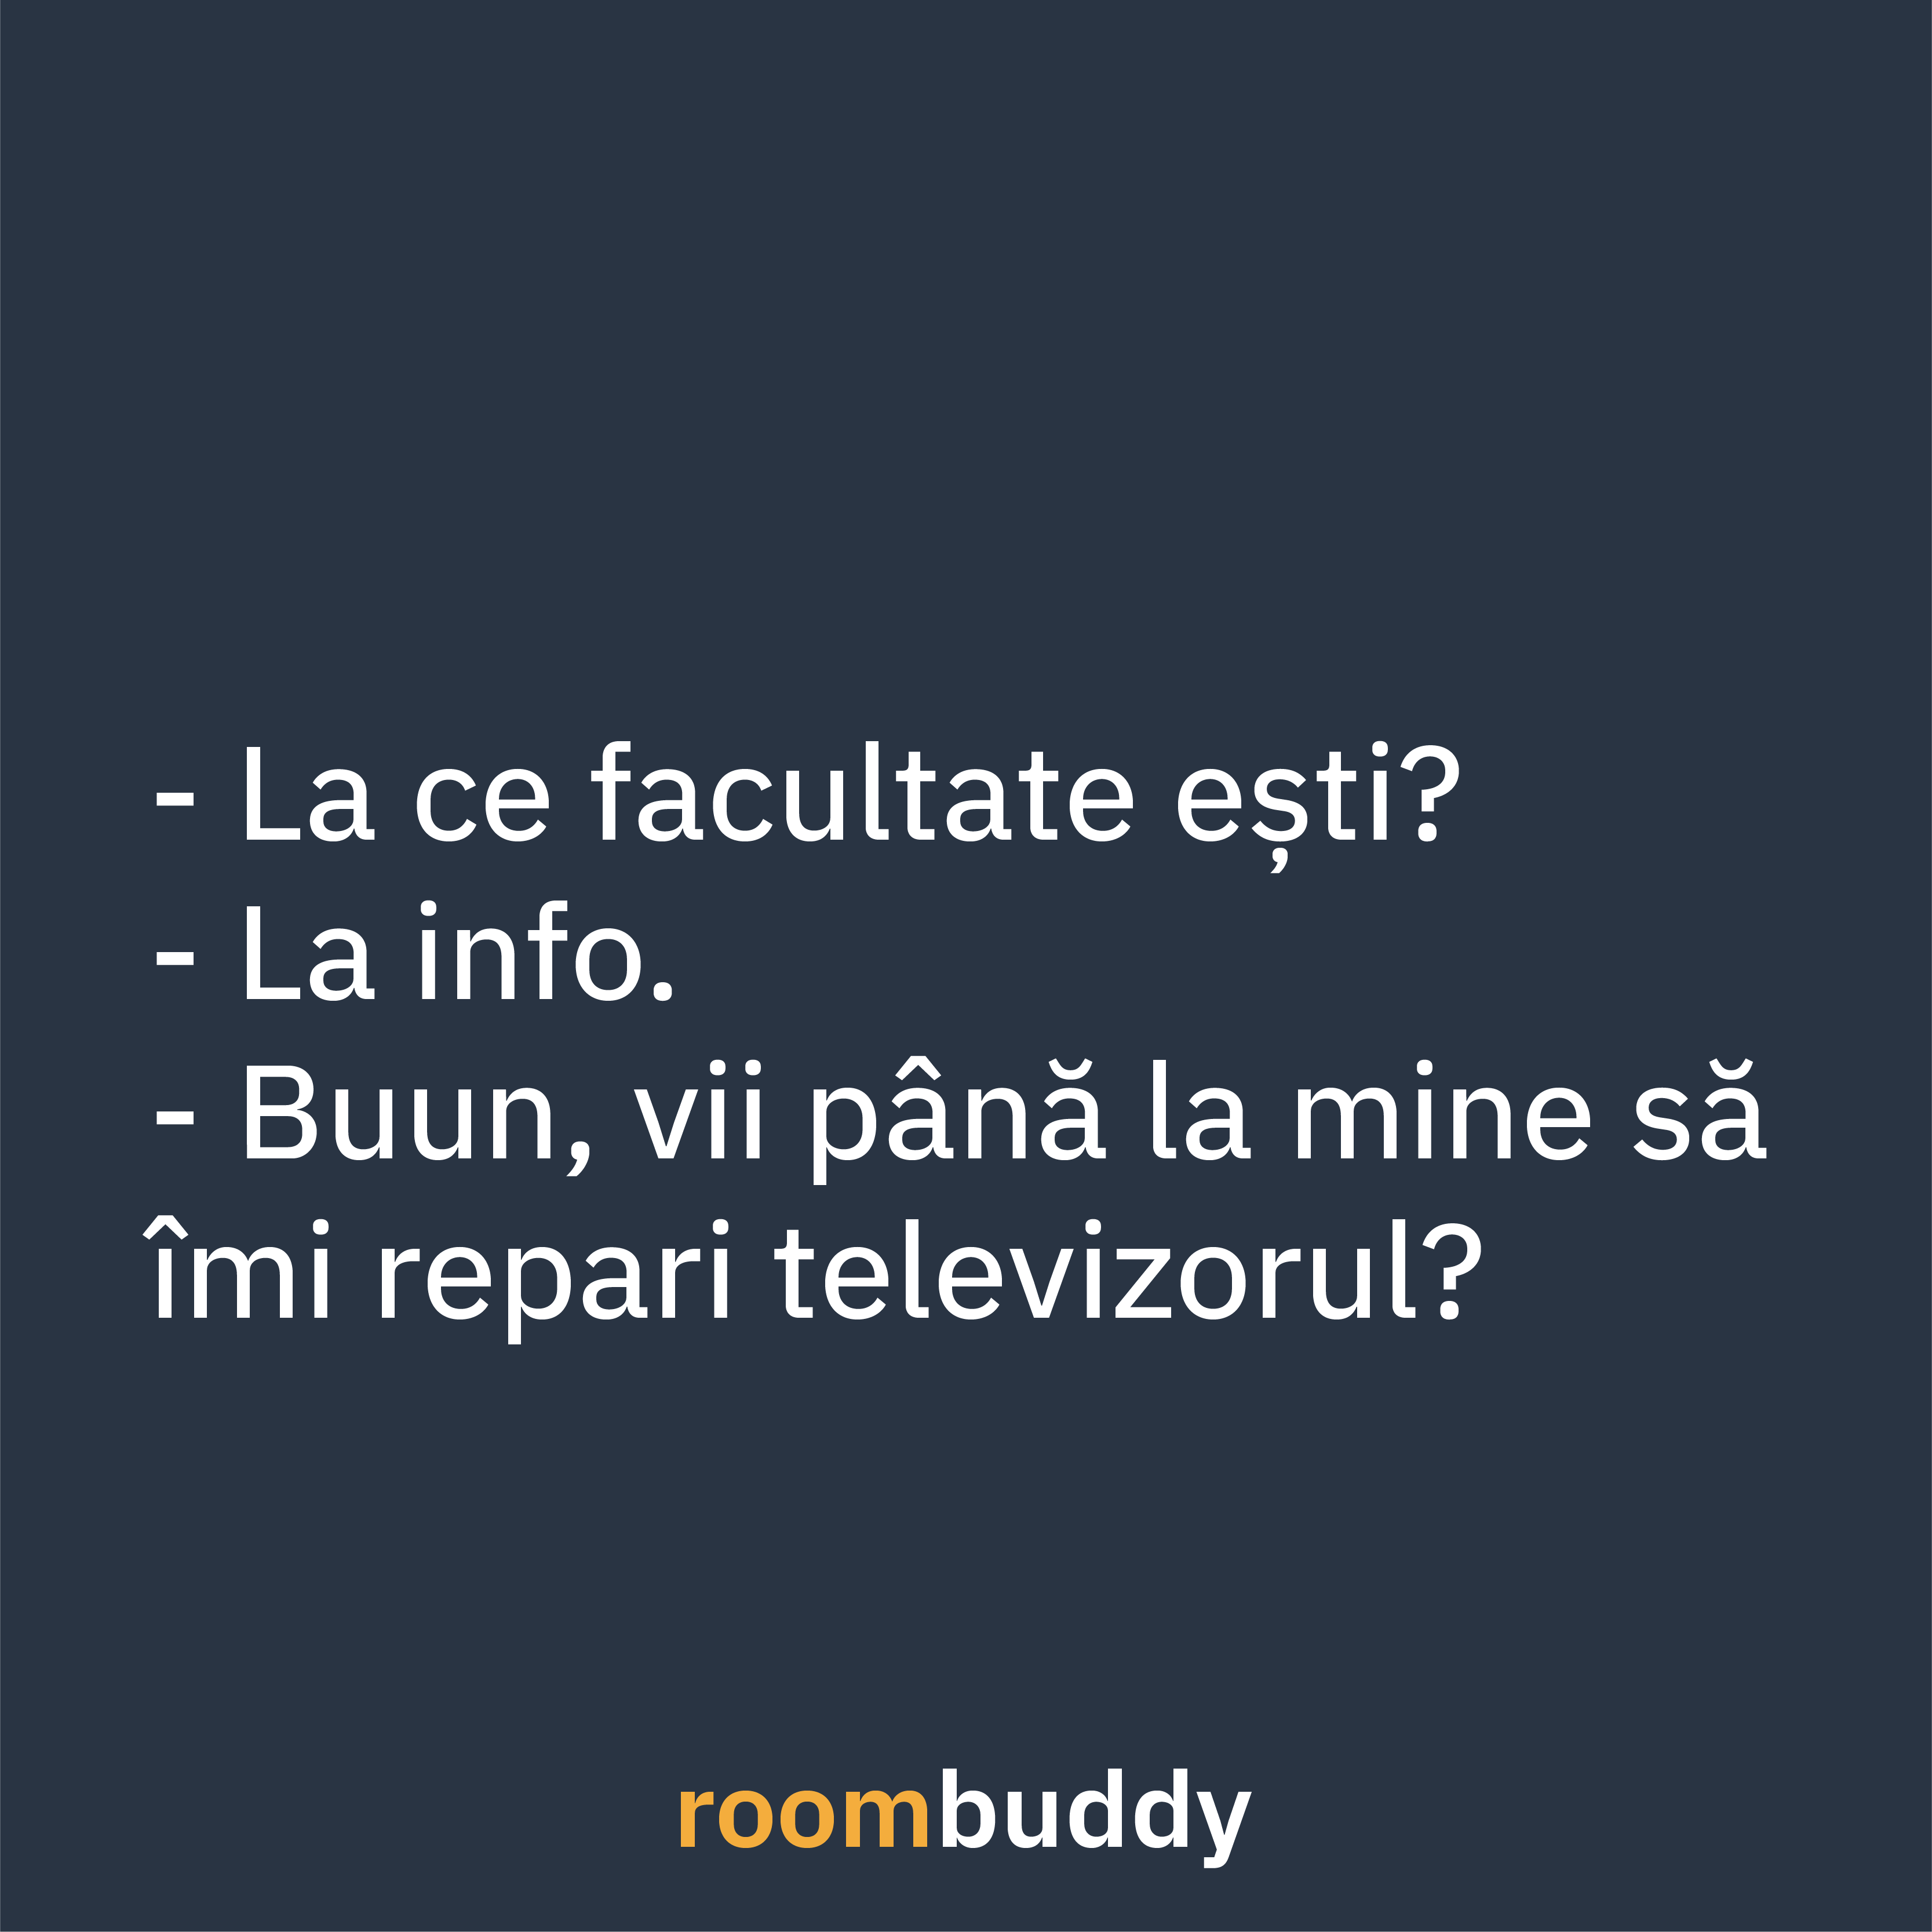 - La ce facultate ești?
- La info.
- Buun, vii până la mine să
îmi repari televizorul?
roombuddy